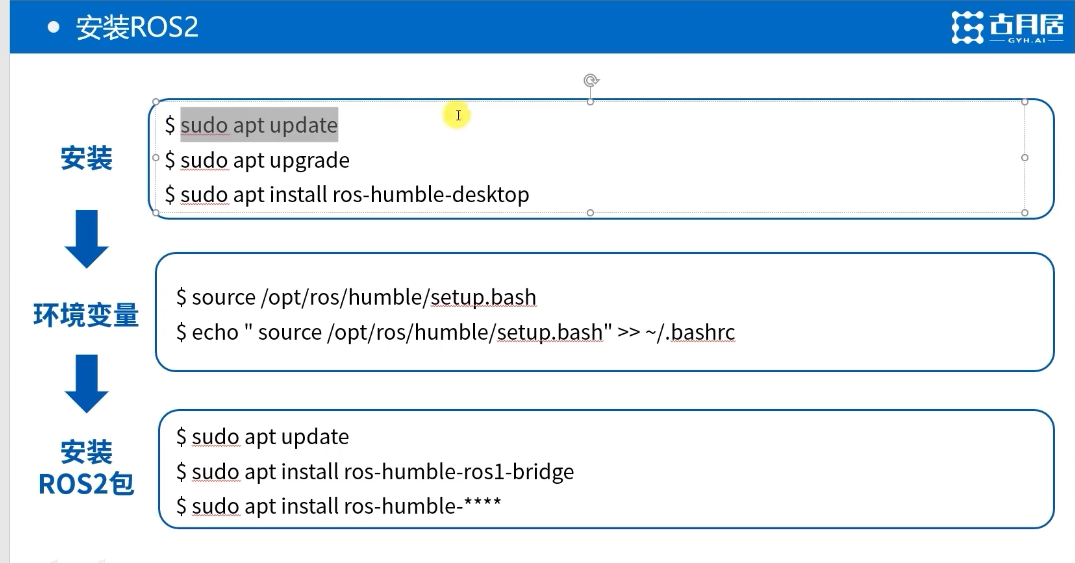 安装ROS2
古月居
GYH.AI
安装
$ sudo apt update
$ sudo apt upgrade
$ sudo apt install ros-humble-desktop
环境变量
$ source /opt/ros/humble/setup.bash
$ echo " source /opt/ros/humble/setup.bash" >> ~/.bashrc
安装
ROS2包
$ sudo apt update
$ sudo apt install ros-humble-ros1-bridge
$ sudo apt install ros-humble-****